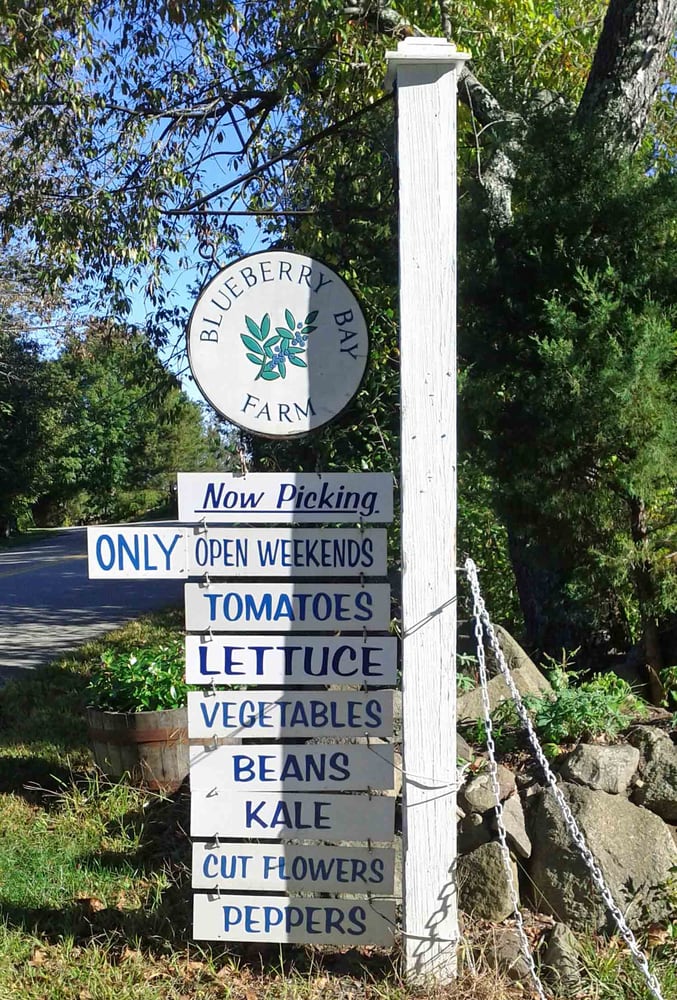 BLUEBERRY BAY
FARM
Now Picking.
ONLY OPEN WEEKENDS
TOMATOES
LETTUCE
VEGETABLES
BEANS
KALE
CUT FLOWERS
PEPPERS